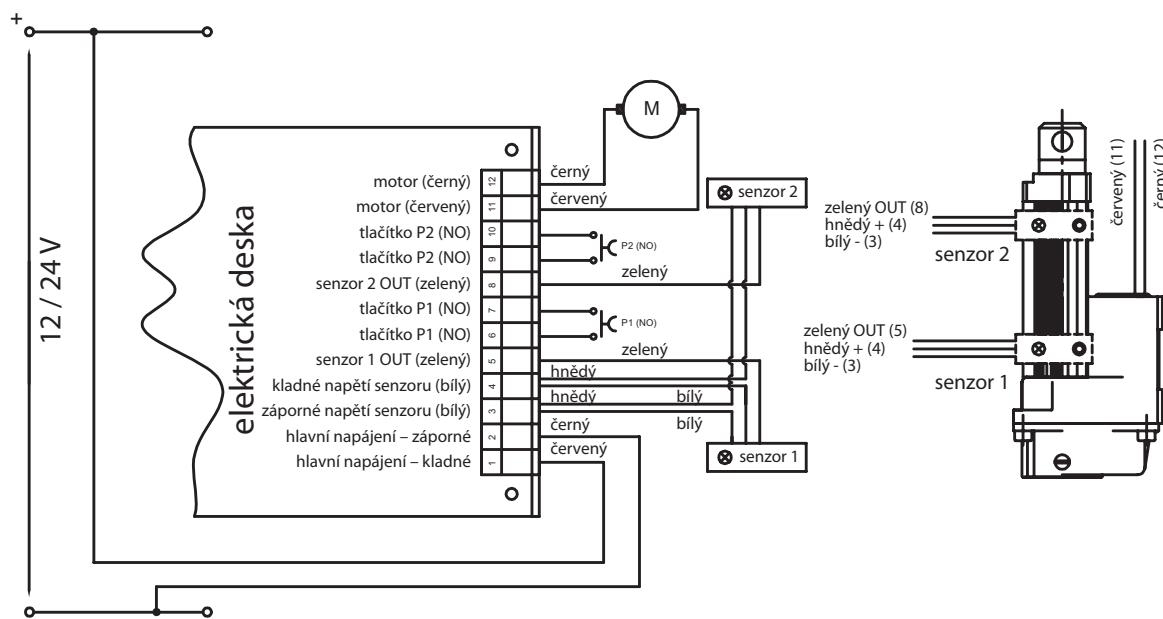 +
12 / 24 V
elektrická deska
motor (černý)
12
černý
motor (červený)
11
červený
tlačítko P2 (NO)
10
tlačítko P2 (NO)
9
P2 (NO)
senzor 2 OUT (zelený)
8
zelený
tlačítko P1 (NO)
7
tlačítko P1 (NO)
6
P1 (NO)
senzor 1 OUT (zelený)
5
zelený
hnědý
kladné napětí senzoru (bílý)
4
hnědý
bílý
záporné napětí senzoru (bílý)
3
bílý
černý
hlavní napájení – záporné
2
červený
hlavní napájení – kladné
1
M
senzor 2
senzor 1
zelený OUT (8)
hnědý + (4)
bílý - (3)
senzor 2
zelený OUT (5)
hnědý + (4)
bílý - (3)
senzor 1
červený (11)
černý (12)